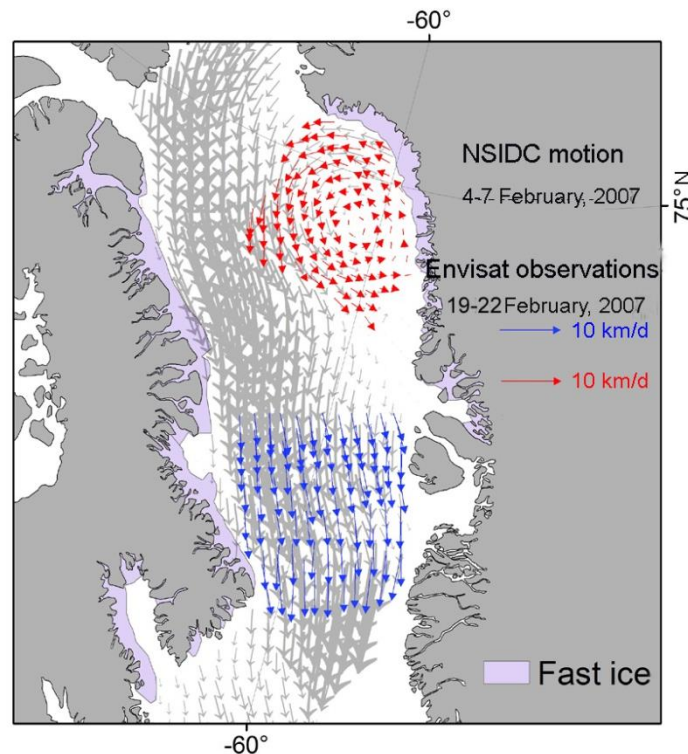 -60°
NSIDC motion
4-7 February, 2007
75°N
Envisat observations
19-22 February, 2007
10 km/d
10 km/d
Fast ice
-60°